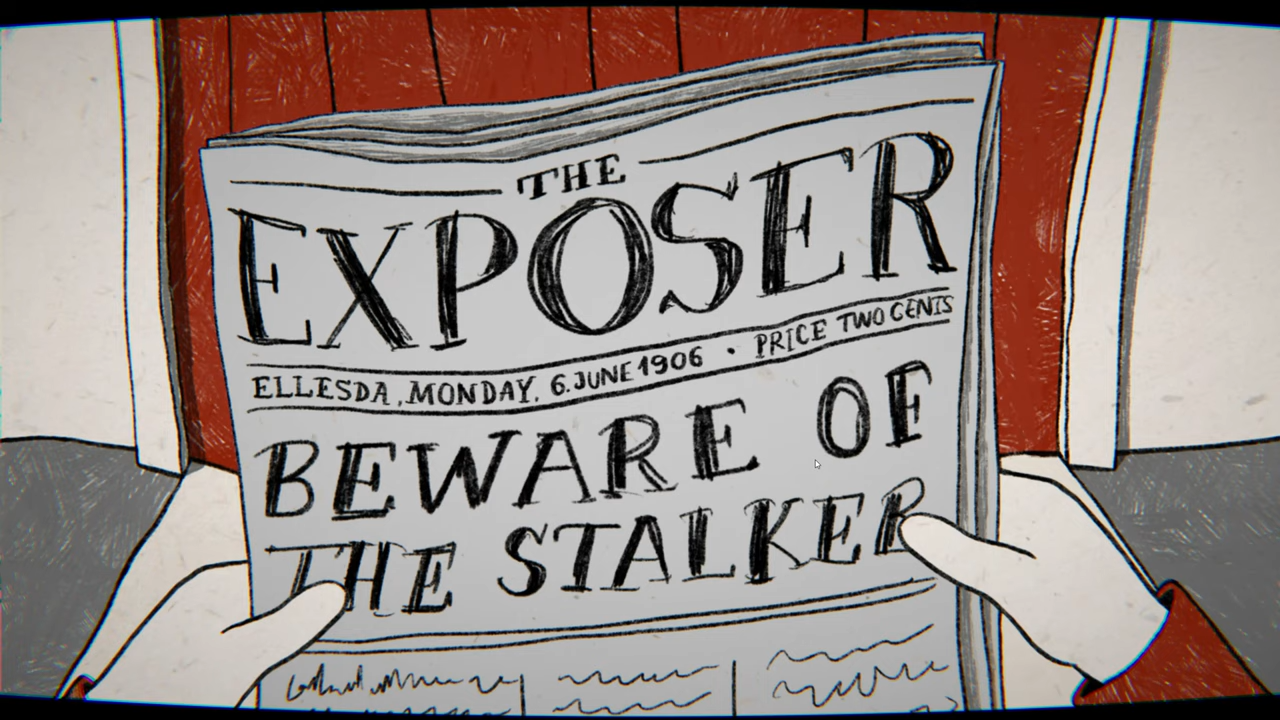 THE
EXPOSER
ELLESDA, MONDAY, 6. JUNE 1906 · PRICE TWO CENTS
BEWARE OF
THE STALKER